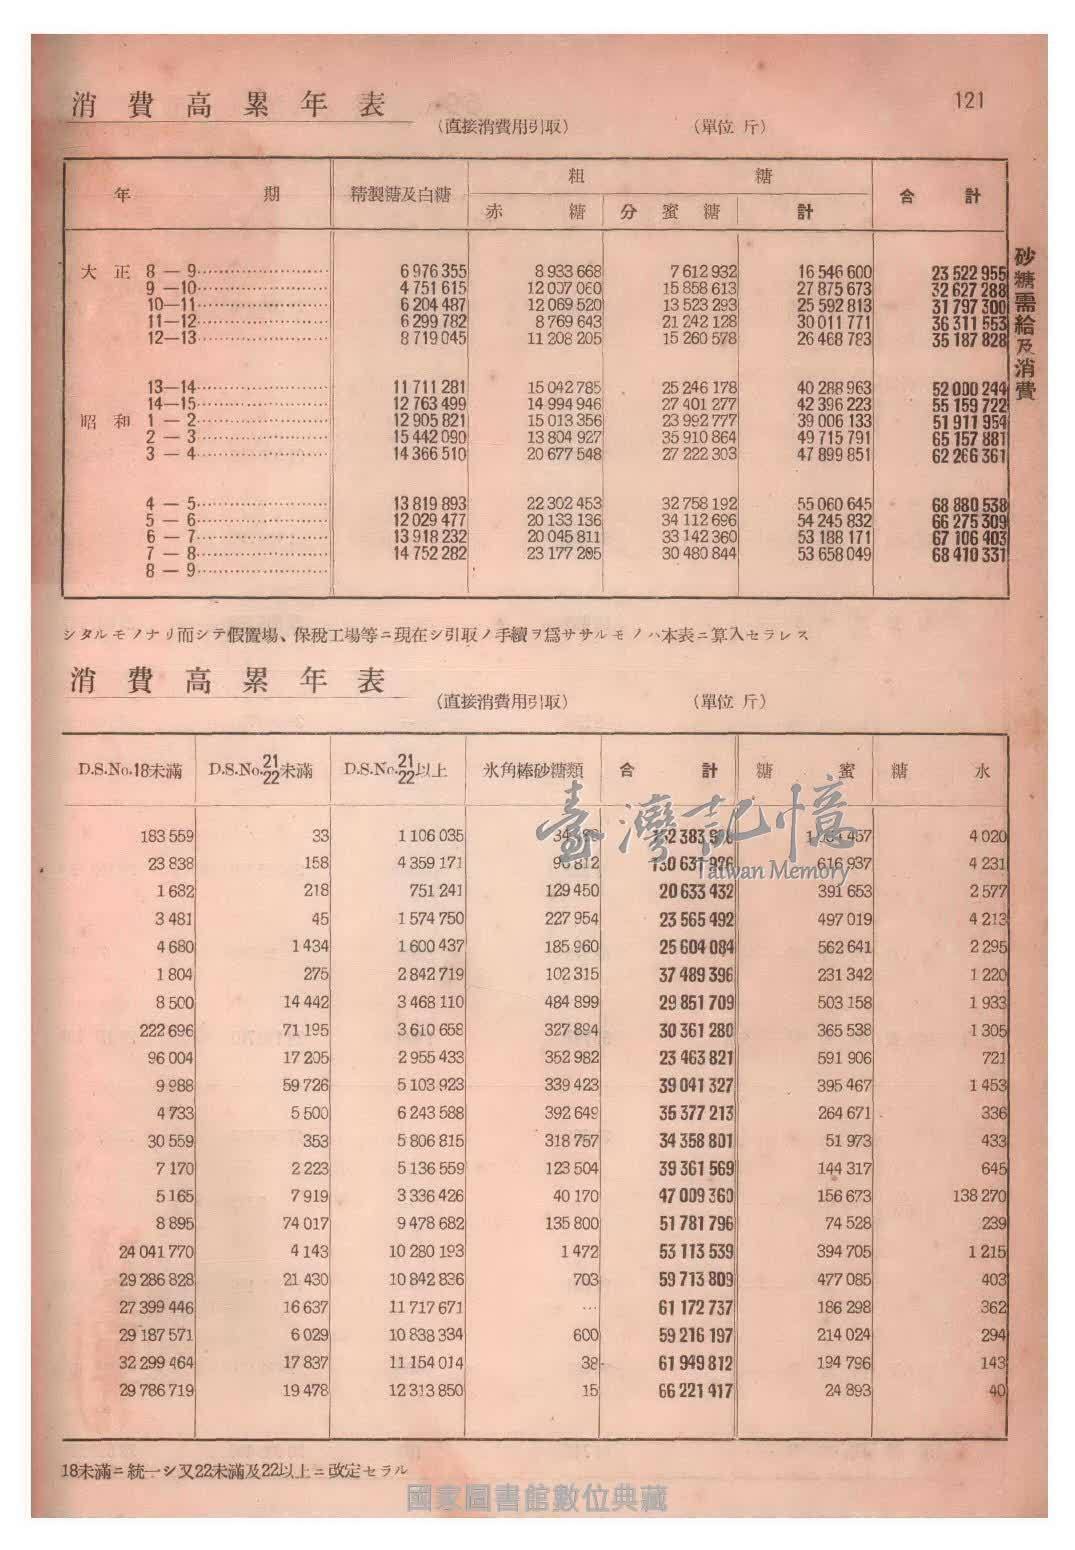 消費高累年表
121
(直接消費用引取) (單位 斤)
年期 精製糖及白糖 粗糖 合計
赤糖 分蜜糖 計
大正 8—9 6 976 355 8 933 668 7 612 932 16 546 600 23 522 955
9—10 4 751 615 12 007 060 15 858 613 27 875 673 32 627 288
10—11 6 204 487 12 069 520 13 523 293 25 592 813 31 797 300
11—12 6 299 782 8 769 643 21 242 128 30 011 771 36 311 553
12—13 8 719 045 11 208 205 15 260 578 26 468 783 35 187 828
13—14 11 711 281 15 042 785 25 246 178 40 288 963 52 000 244
14—15 12 763 499 14 994 946 27 401 277 42 396 223 55 159 722
昭和 1—2 12 905 821 15 013 356 23 992 777 39 006 133 51 911 954
2—3 15 442 090 13 804 927 35 910 864 49 715 791 65 157 881
3—4 14 366 510 20 677 548 27 222 303 47 899 851 62 266 361
4—5 13 819 893 22 302 453 32 758 192 55 060 645 68 880 538
5—6 12 029 477 20 133 136 34 112 696 54 245 832 66 275 309
6—7 13 918 232 20 045 811 33 142 360 53 188 171 67 106 403
7—8 14 752 282 23 177 205 30 480 844 53 658 049 68 410 331
8—9
砂糖需給及消費
シタルモノナリ而シテ假置場、保稅工場等ニ現在シ引取ノ手續ヲ爲ササルモノハ本表ニ算入セラレス
消費高累年表
(直接消費用引取) (單位 斤)
D.S.No.18未滿 D.S.No.21/22未滿 D.S.No.21/22以上 氷角棒砂糖類 合計 糖蜜 糖水
183 559 33 1 106 035 4 020
23 838 158 4 359 171 616 937 4 231
1 682 218 751 241 129 450 20 633 432 391 653 2 577
3 481 45 1 574 750 227 954 23 565 492 497 019 4 213
4 680 1 434 1 600 437 185 960 25 604 084 562 641 2 295
1 804 275 2 842 719 102 315 37 489 396 231 342 1 220
8 500 14 442 3 468 110 484 899 29 851 709 503 158 1 933
222 696 71 195 3 610 658 327 894 30 361 280 365 538 1 305
96 004 17 205 2 955 433 352 982 23 463 821 591 906 721
9 988 59 726 5 103 923 339 423 39 041 327 395 467 1 453
4 733 5 500 6 243 588 392 649 35 377 213 264 671 336
30 559 353 5 806 815 318 757 34 358 801 51 973 433
7 170 2 223 5 136 559 123 504 39 361 569 144 317 645
5 165 7 919 3 336 426 40 170 47 009 360 156 673 138 270
8 895 74 017 9 478 682 135 800 51 781 796 74 528 239
24 041 770 4 143 10 280 193 1 472 53 113 539 394 705 1 215
29 286 828 21 430 10 842 836 703 59 713 809 477 085 403
27 399 446 16 637 11 717 671 … 61 172 737 186 298 362
29 187 571 6 029 10 838 334 600 59 216 197 214 024 294
32 299 464 17 837 11 154 014 38 61 949 812 194 796 143
29 786 719 19 478 12 313 850 15 66 221 417 24 893 40
臺灣記憶
Taiwan Memory
18未滿ニ統一シ又22未滿及22以上ニ改定セラル
國家圖書館數位典藏